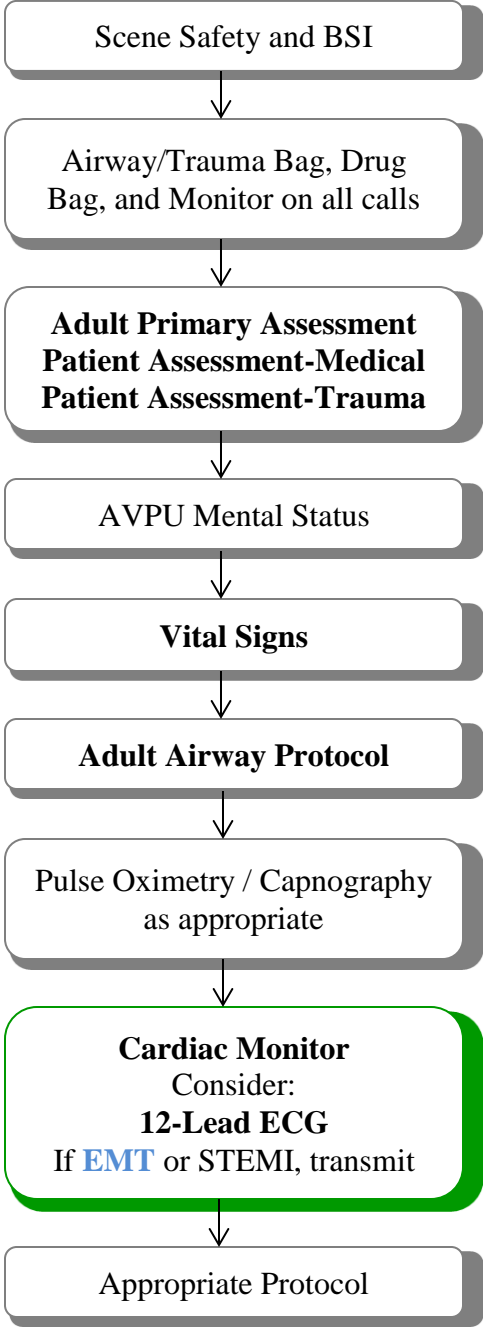 Scene Safety and BSI
Airway/Trauma Bag, Drug
Bag, and Monitor on all calls
Adult Primary Assessment
Patient Assessment-Medical
Patient Assessment-Trauma
AVPU Mental Status
Vital Signs
Adult Airway Protocol
Pulse Oximetry / Capnography
as appropriate
Cardiac Monitor
Consider:
12-Lead ECG
If EMT or STEMI, transmit
Appropriate Protocol